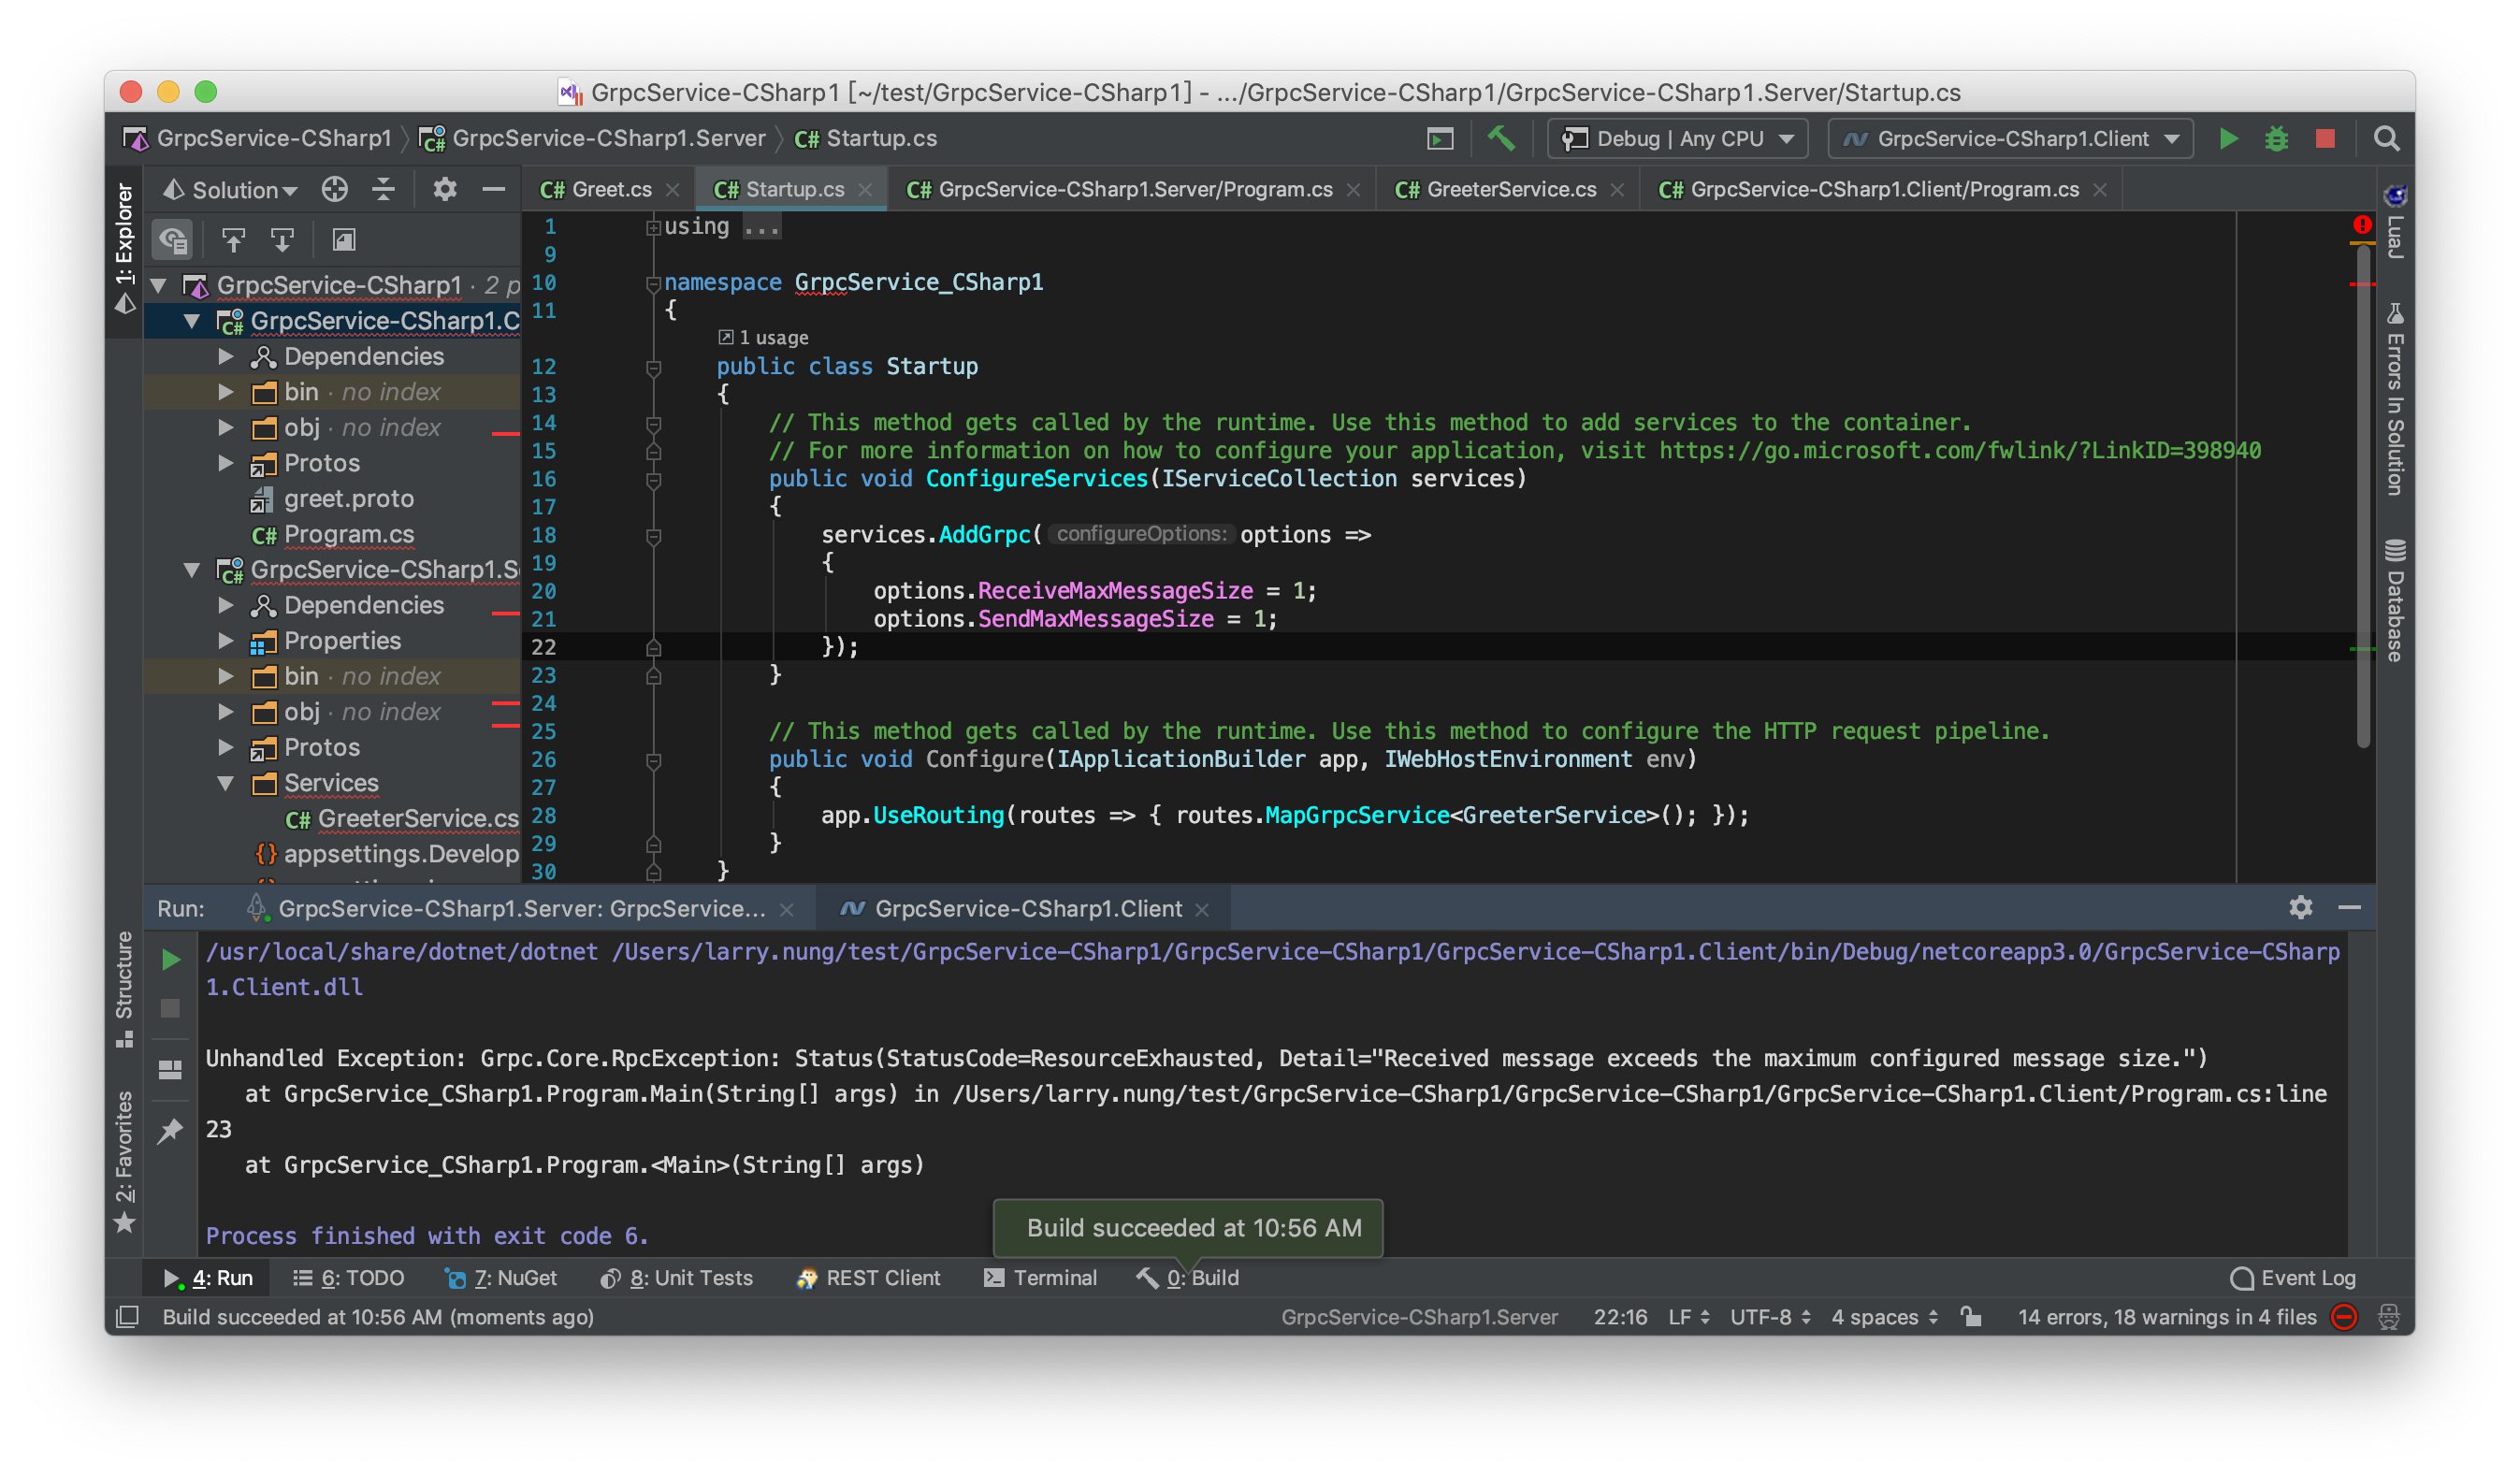 GrpcService-CSharp1 [~/test/GrpcService-CSharp1] - .../GrpcService-CSharp1/GrpcService-CSharp1.Server/Startup.cs
GrpcService-CSharp1 GrpcService-CSharp1.Server C# Startup.cs Debug | Any CPU GrpcService-CSharp1.Client
Solution C# Greet.cs C# Startup.cs C# GrpcService-CSharp1.Server/Program.cs C# GreeterService.cs C# GrpcService-CSharp1.Client/Program.cs
1: Explorer
GrpcService-CSharp1 · 2 p
GrpcService-CSharp1.C
Dependencies
bin · no index
obj · no index
Protos
greet.proto
C# Program.cs
GrpcService-CSharp1.S
Dependencies
Properties
bin · no index
obj · no index
Protos
Services
C# GreeterService.cs
{} appsettings.Develop
1 using ...
9
10 namespace GrpcService_CSharp1
11 {
1 usage
12 public class Startup
13 {
14 // This method gets called by the runtime. Use this method to add services to the container.
15 // For more information on how to configure your application, visit https://go.microsoft.com/fwlink/?LinkID=398940
16 public void ConfigureServices(IServiceCollection services)
17 {
18 services.AddGrpc( configureOptions: options =>
19 {
20 options.ReceiveMaxMessageSize = 1;
21 options.SendMaxMessageSize = 1;
22 });
23 }
24
25 // This method gets called by the runtime. Use this method to configure the HTTP request pipeline.
26 public void Configure(IApplicationBuilder app, IWebHostEnvironment env)
27 {
28 app.UseRouting(routes => { routes.MapGrpcService<GreeterService>(); });
29 }
30 }
LuaJ
Errors In Solution
Database
Run: GrpcService-CSharp1.Server: GrpcService... GrpcService-CSharp1.Client
Structure
2: Favorites
/usr/local/share/dotnet/dotnet /Users/larry.nung/test/GrpcService-CSharp1/GrpcService-CSharp1/GrpcService-CSharp1.Client/bin/Debug/netcoreapp3.0/GrpcService-CSharp
1.Client.dll
Unhandled Exception: Grpc.Core.RpcException: Status(StatusCode=ResourceExhausted, Detail="Received message exceeds the maximum configured message size.")
at GrpcService_CSharp1.Program.Main(String[] args) in /Users/larry.nung/test/GrpcService-CSharp1/GrpcService-CSharp1/GrpcService-CSharp1.Client/Program.cs:line
23
at GrpcService_CSharp1.Program.<Main>(String[] args)
Process finished with exit code 6.
Build succeeded at 10:56 AM
4: Run 6: TODO 7: NuGet 8: Unit Tests REST Client Terminal 0: Build Event Log
Build succeeded at 10:56 AM (moments ago) GrpcService-CSharp1.Server 22:16 LF UTF-8 4 spaces 14 errors, 18 warnings in 4 files